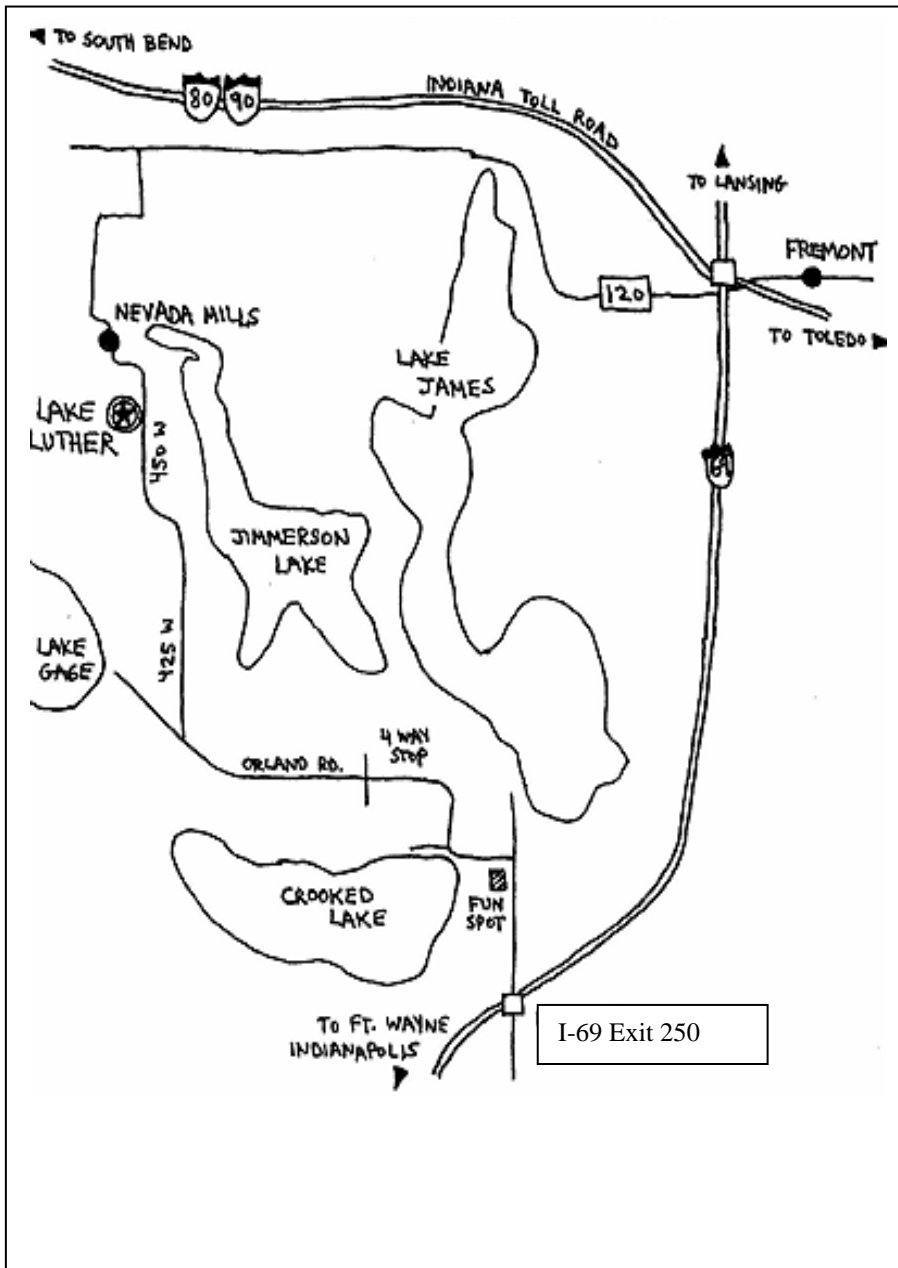 TO SOUTH BEND
80 90
INDIANA TOLL ROAD
TO LANSING
FREMONT
120
TO TOLEDO
NEVADA MILLS
LAKE
JAMES
LAKE
LUTHER
450 W
69
JIMMERSON
LAKE
LAKE
GAGE
425 W
4 WAY
STOP
ORLAND RD.
CROOKED
LAKE
FUN
SPOT
TO FT. WAYNE
INDIANAPOLIS
I-69 Exit 250